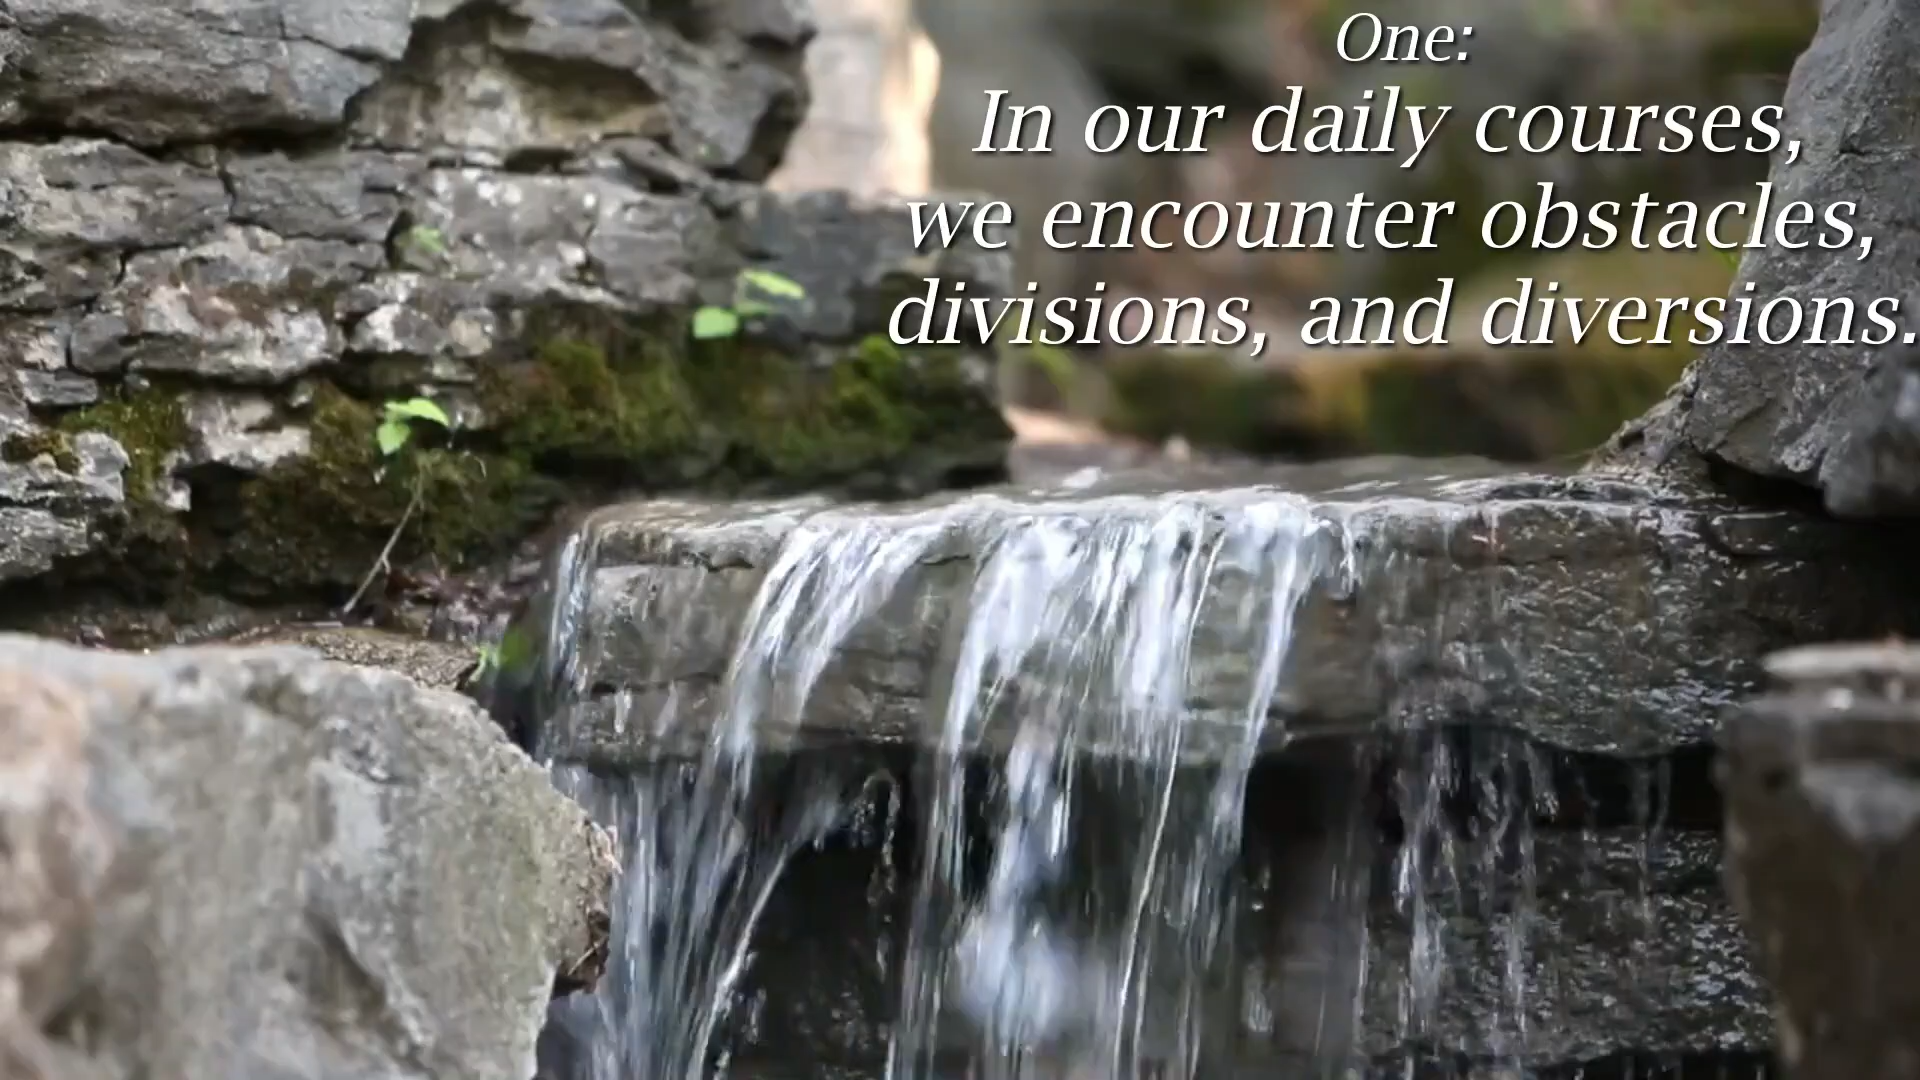 One:
In our daily courses,
we encounter obstacles,
divisions, and diversions.